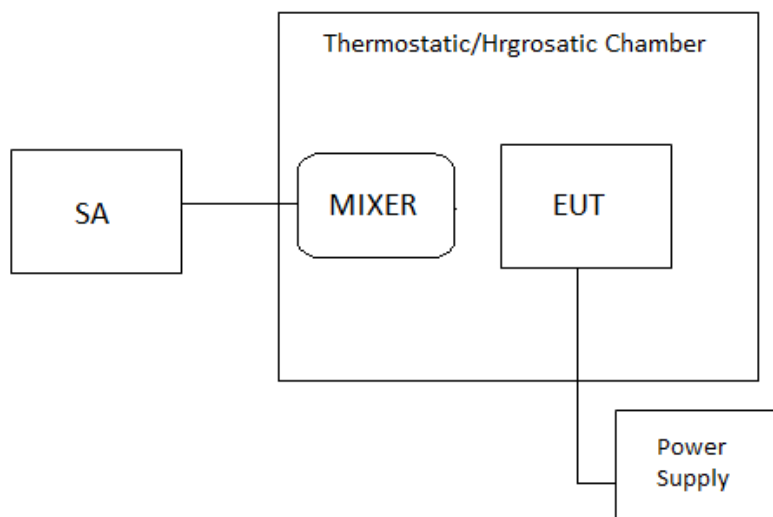 Thermostatic/Hrgrosatic Chamber
SA
MIXER
EUT
Power
Supply